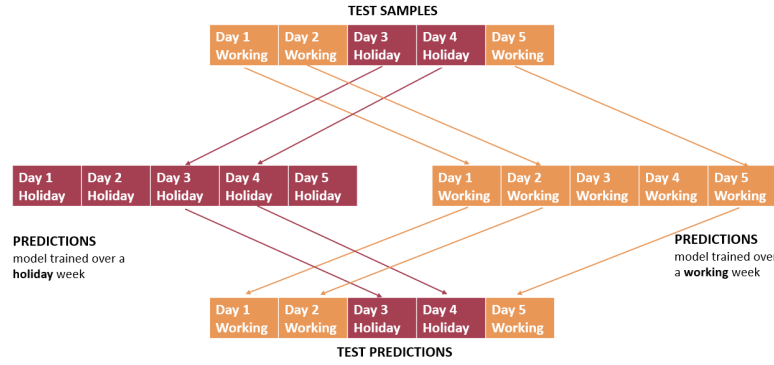 TEST SAMPLES
Day 1 Day 2 Day 3 Day 4 Day 5
Working Working Holiday Holiday Working
Day 1 Day 2 Day 3 Day 4 Day 5
Holiday Holiday Holiday Holiday Holiday
Day 1 Day 2 Day 3 Day 4 Day 5
Working Working Working Working Working
PREDICTIONS
model trained over a
holiday week
PREDICTIONS
model trained over
a working week
Day 1 Day 2 Day 3 Day 4 Day 5
Working Working Holiday Holiday Working
TEST PREDICTIONS